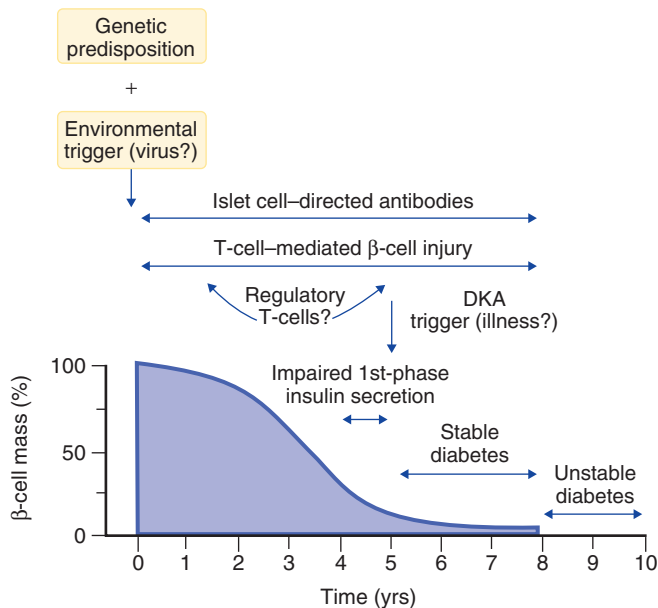 Genetic
predisposition
+
Environmental
trigger (virus?)
Islet cell–directed antibodies
T-cell–mediated β-cell injury
Regulatory
T-cells?
DKA
trigger (illness?)
Impaired 1st-phase
insulin secretion
Stable
diabetes
Unstable
diabetes
β-cell mass (%)
100
50
0
0 1 2 3 4 5 6 7 8 9 10
Time (yrs)